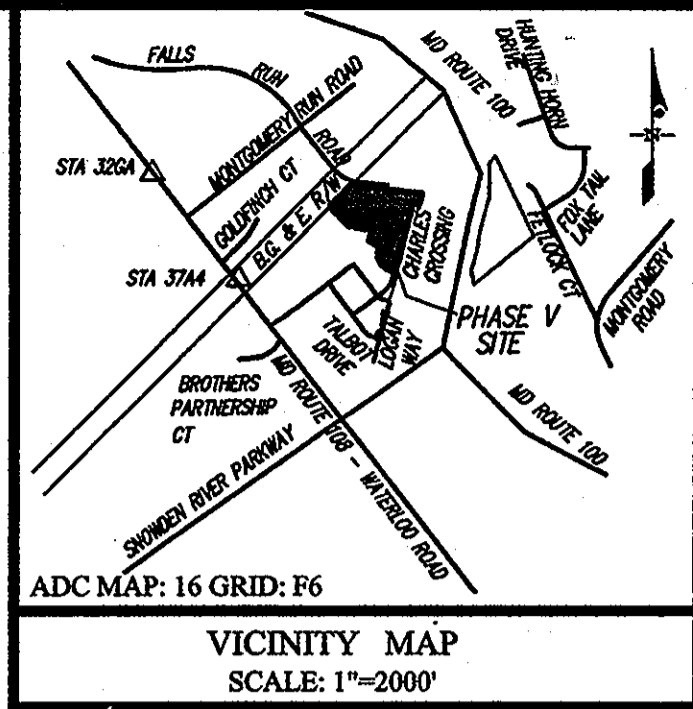 FALLS
RUN
ROAD
MONTGOMERY RUN ROAD
MD ROUTE 100
HUNTING HORN
DRIVE
STA 32GA
GOLDFINCH CT
B.G. & E. R/W
STA 37A4
CHARLES
CROSSING
FOX TAIL
LANE
FETLOCK CT
MONTGOMERY
ROAD
PHASE V
SITE
TALBOT
DRIVE
LOGAN
WAY
BROTHERS
PARTNERSHIP
CT
MD ROUTE 108 - WATERLOO ROAD
MD ROUTE 100
SNOWDEN RIVER PARKWAY
ADC MAP: 16 GRID: F6
VICINITY MAP
SCALE: 1"=2000'